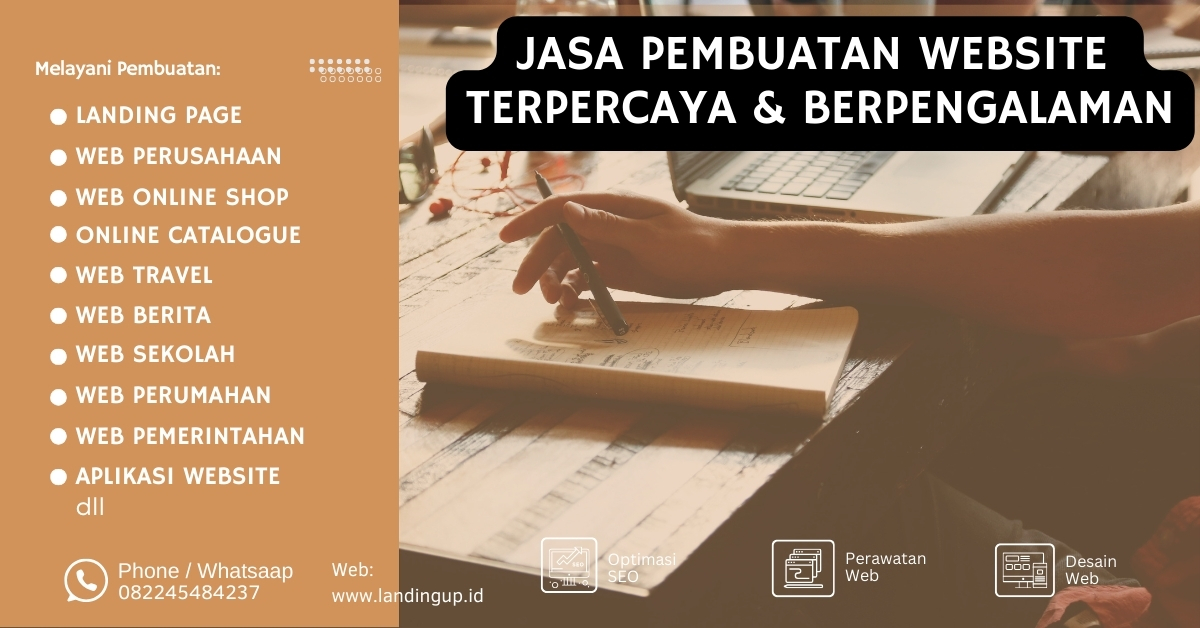 JASA PEMBUATAN WEBSITE
TERPERCAYA & BERPENGALAMAN
Melayani Pembuatan:
LANDING PAGE
WEB PERUSAHAAN
WEB ONLINE SHOP
ONLINE CATALOGUE
WEB TRAVEL
WEB BERITA
WEB SEKOLAH
WEB PERUMAHAN
WEB PEMERINTAHAN
APLIKASI WEBSITE
dll
Phone / Whatsaap
082245484237
Web:
www.landingup.id
Optimasi
SEO
Perawatan
Web
Desain
Web